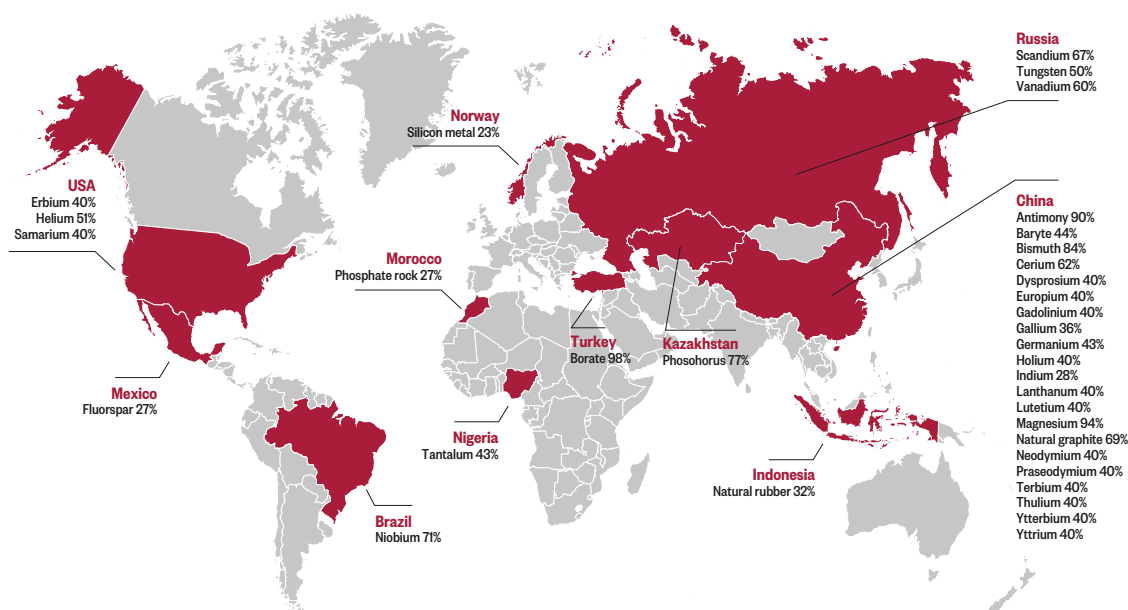 Russia
Scandium 67%
Tungsten 50%
Vanadium 60%
Norway
Silicon metal 23%
USA
Erbium 40%
Helium 51%
Samarium 40%
China
Antimony 90%
Baryte 44%
Bismuth 84%
Cerium 62%
Dysprosium 40%
Europium 40%
Gadolinium 40%
Gallium 36%
Germanium 43%
Holium 40%
Indium 28%
Lanthanum 40%
Lutetium 40%
Magnesium 94%
Natural graphite 69%
Neodymium 40%
Praseodymium 40%
Terbium 40%
Thulium 40%
Ytterbium 40%
Yttrium 40%
Morocco
Phosphate rock 27%
Turkey
Borate 98%
Kazakhstan
Phosohorus 77%
Mexico
Fluorspar 27%
Nigeria
Tantalum 43%
Indonesia
Natural rubber 32%
Brazil
Niobium 71%